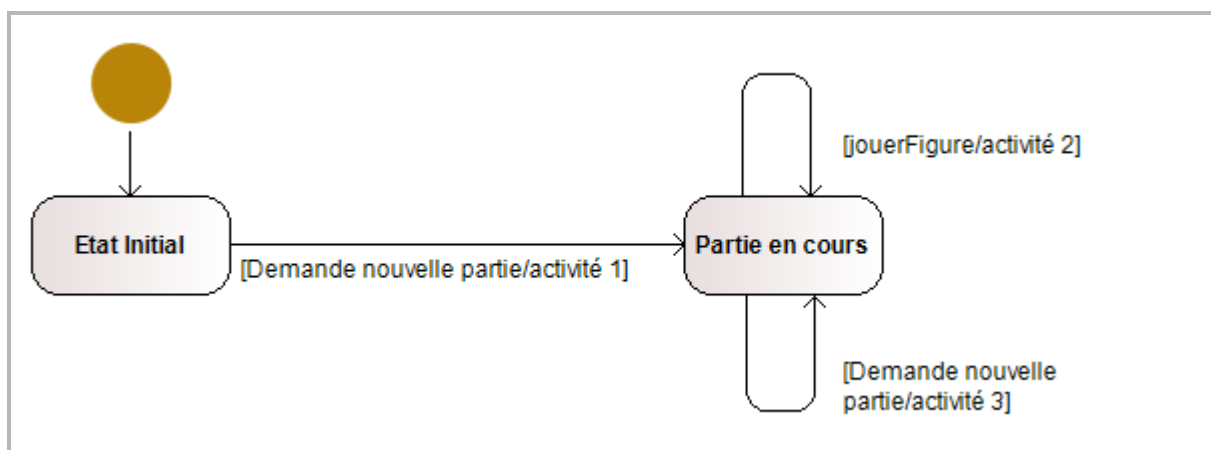 [jouerFigure/activité 2]
Etat Initial
Partie en cours
[Demande nouvelle partie/activité 1]
[Demande nouvelle
partie/activité 3]